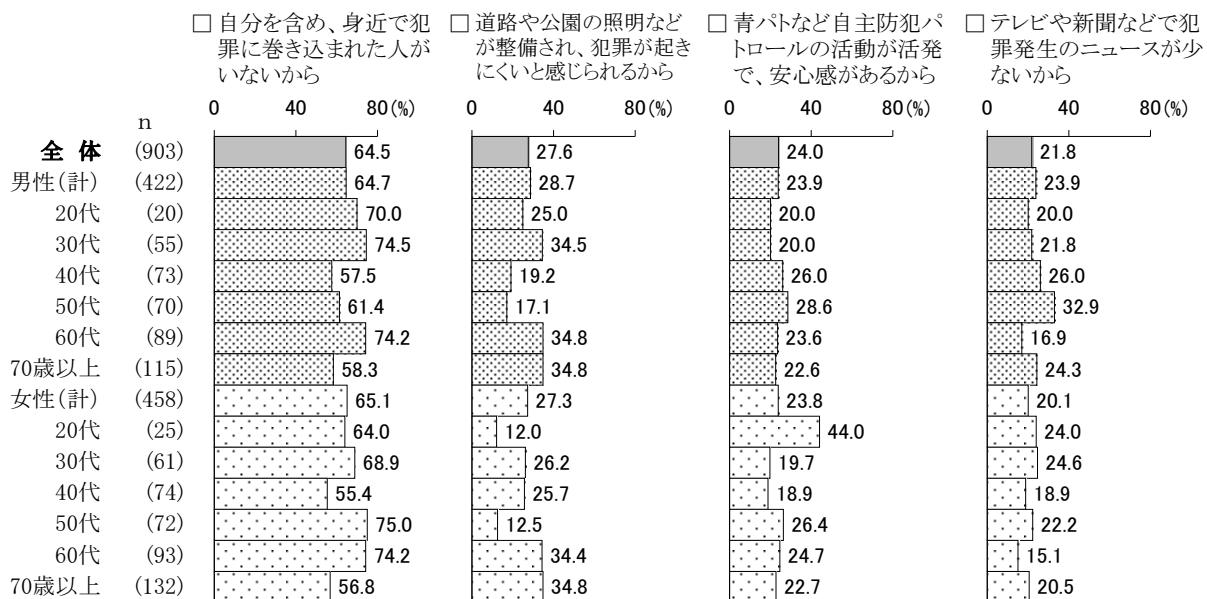 □ 自分を含め、身近で犯
罪に巻き込まれた人が
いないから
□ 道路や公園の照明など
が整備され、犯罪が起き
にくいと感じられるから
□ 青パトなど自主防犯パ
トロールの活動が活発
で、安心感があるから
□ テレビや新聞などで犯
罪発生のニュースが少
ないから
0 40 80(%) 0 40 80(%) 0 40 80(%) 0 40 80(%)
n
全 体 (903) 64.5 27.6 24.0 21.8
男性(計) (422) 64.7 28.7 23.9 23.9
20代 (20) 70.0 25.0 20.0 20.0
30代 (55) 74.5 34.5 20.0 21.8
40代 (73) 57.5 19.2 26.0 26.0
50代 (70) 61.4 17.1 28.6 32.9
60代 (89) 74.2 34.8 23.6 16.9
70歳以上 (115) 58.3 34.8 22.6 24.3
女性(計) (458) 65.1 27.3 23.8 20.1
20代 (25) 64.0 12.0 44.0 24.0
30代 (61) 68.9 26.2 19.7 24.6
40代 (74) 55.4 25.7 18.9 18.9
50代 (72) 75.0 12.5 26.4 22.2
60代 (93) 74.2 34.4 24.7 15.1
70歳以上 (132) 56.8 34.8 22.7 20.5